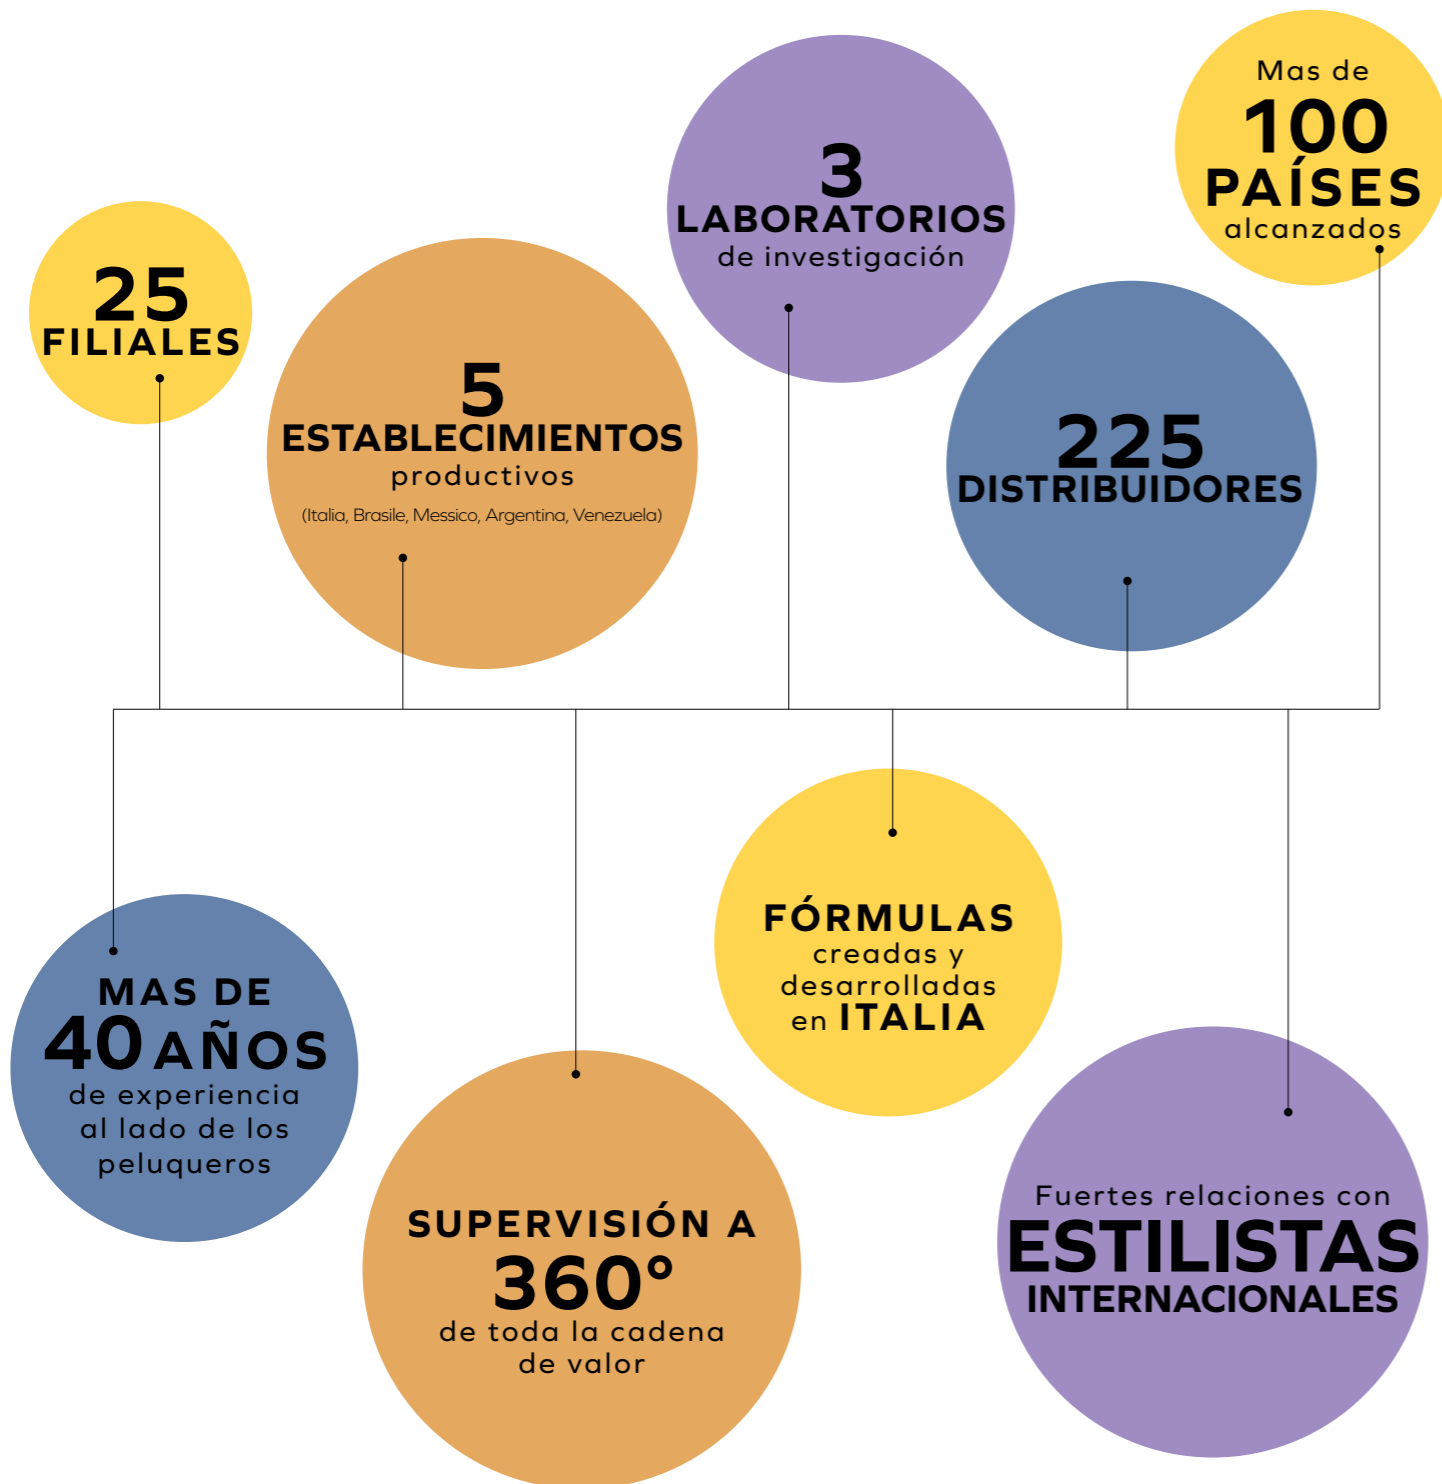 25
FILIALES
5
ESTABLECIMIENTOS
productivos
(Italia, Brasile, Messico, Argentina, Venezuela)
3
LABORATORIOS
de investigación
225
DISTRIBUIDORES
Mas de
100
PAÍSES
alcanzados
MAS DE
40 AÑOS
de experiencia
al lado de los
peluqueros
SUPERVISIÓN A
360°
de toda la cadena
de valor
FÓRMULAS
creadas y
desarrolladas
en ITALIA
Fuertes relaciones con
ESTILISTAS
INTERNACIONALES